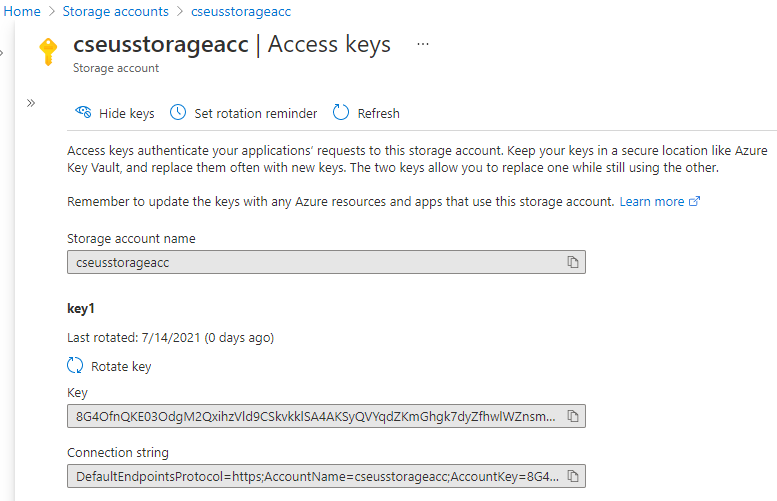 Home > Storage accounts > cseusstorageacc
cseusstorageacc | Access keys ...
Storage account
Hide keys Set rotation reminder Refresh
Access keys authenticate your applications' requests to this storage account. Keep your keys in a secure location like Azure
Key Vault, and replace them often with new keys. The two keys allow you to replace one while still using the other.
Remember to update the keys with any Azure resources and apps that use this storage account. Learn more
Storage account name
cseusstorageacc
key1
Last rotated: 7/14/2021 (0 days ago)
Rotate key
Key
8G4OfnQKE03OdgM2QxihzVld9CSkvkklSA4AKSyQVYqdZKmGhgk7dyZfhwlWZnsm...
Connection string
DefaultEndpointsProtocol=https;AccountName=cseusstorageacc;AccountKey=8G4...